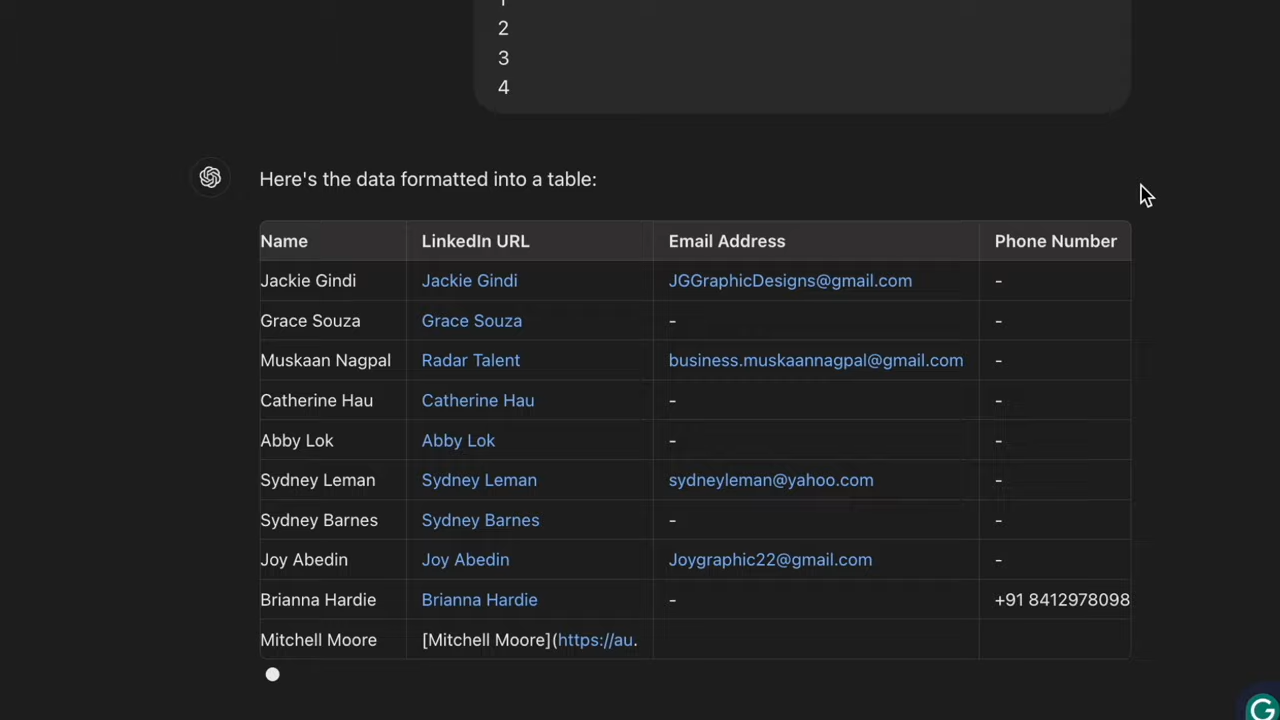 2
3
4
Here's the data formatted into a table:
Name LinkedIn URL Email Address Phone Number
Jackie Gindi Jackie Gindi JGGraphicDesigns@gmail.com -
Grace Souza Grace Souza - -
Muskaan Nagpal Radar Talent business.muskaannagpal@gmail.com -
Catherine Hau Catherine Hau - -
Abby Lok Abby Lok - -
Sydney Leman Sydney Leman sydneyleman@yahoo.com -
Sydney Barnes Sydney Barnes - -
Joy Abedin Joy Abedin Joygraphic22@gmail.com -
Brianna Hardie Brianna Hardie - +91 8412978098
Mitchell Moore [Mitchell Moore](https://au.